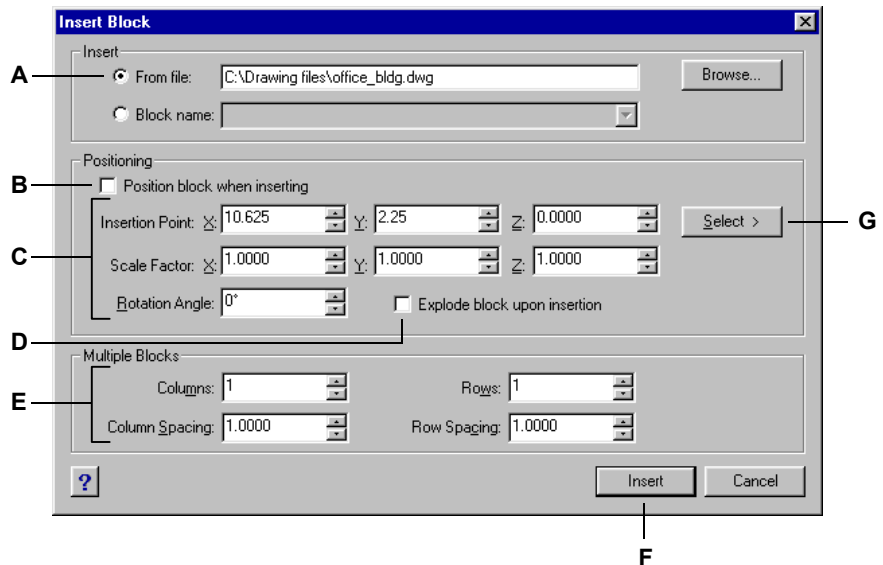 Insert Block
Insert
A From file: C:\Drawing files\office_bldg.dwg Browse...
Block name:
Positioning
B Position block when inserting
Insertion Point: X: 10.625 Y: 2.25 Z: 0.0000 Select > G
C Scale Factor: X: 1.0000 Y: 1.0000 Z: 1.0000
Rotation Angle: 0° Explode block upon insertion
D
Multiple Blocks
E Columns: 1 Rows: 1
Column Spacing: 1.0000 Row Spacing: 1.0000
? Insert Cancel
F